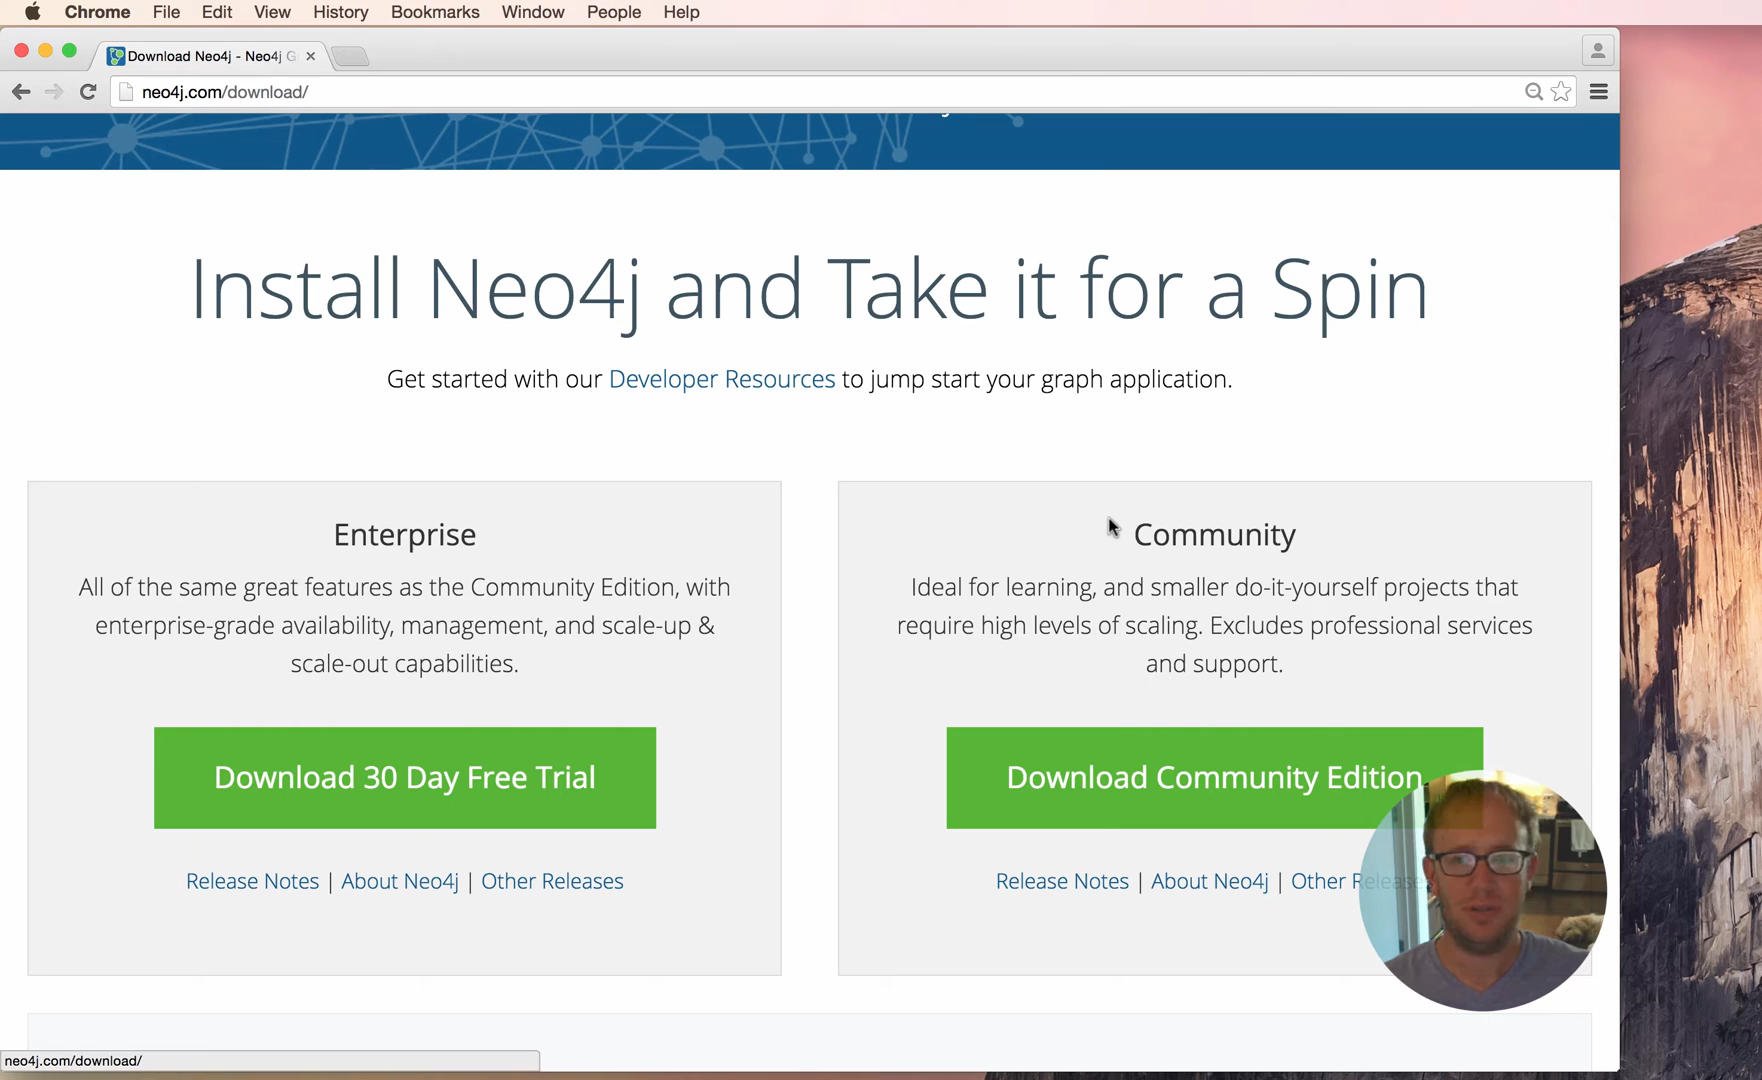 Chrome File Edit View History Bookmarks Window People Help
Download Neo4j - Neo4j G
neo4j.com/download/
Install Neo4j and Take it for a Spin
Get started with our Developer Resources to jump start your graph application.
Enterprise
All of the same great features as the Community Edition, with
enterprise-grade availability, management, and scale-up &
scale-out capabilities.
Download 30 Day Free Trial
Release Notes | About Neo4j | Other Releases
Community
Ideal for learning, and smaller do-it-yourself projects that
require high levels of scaling. Excludes professional services
and support.
Download Community Edition
Release Notes | About Neo4j | Other Releases
neo4j.com/download/